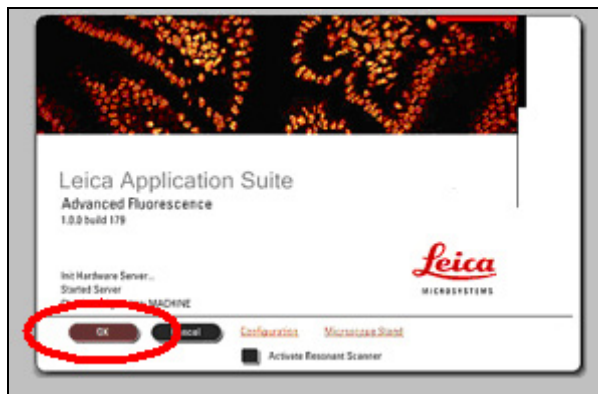 Leica Application Suite
Advanced Fluorescence
1.0.0 build 179
Leica
MICROSYSTEMS
Init Hardware Server...
Started Server
MACHINE
OK
Cancel
Configuration
Microscope Stand
Activate Resonant Scanner